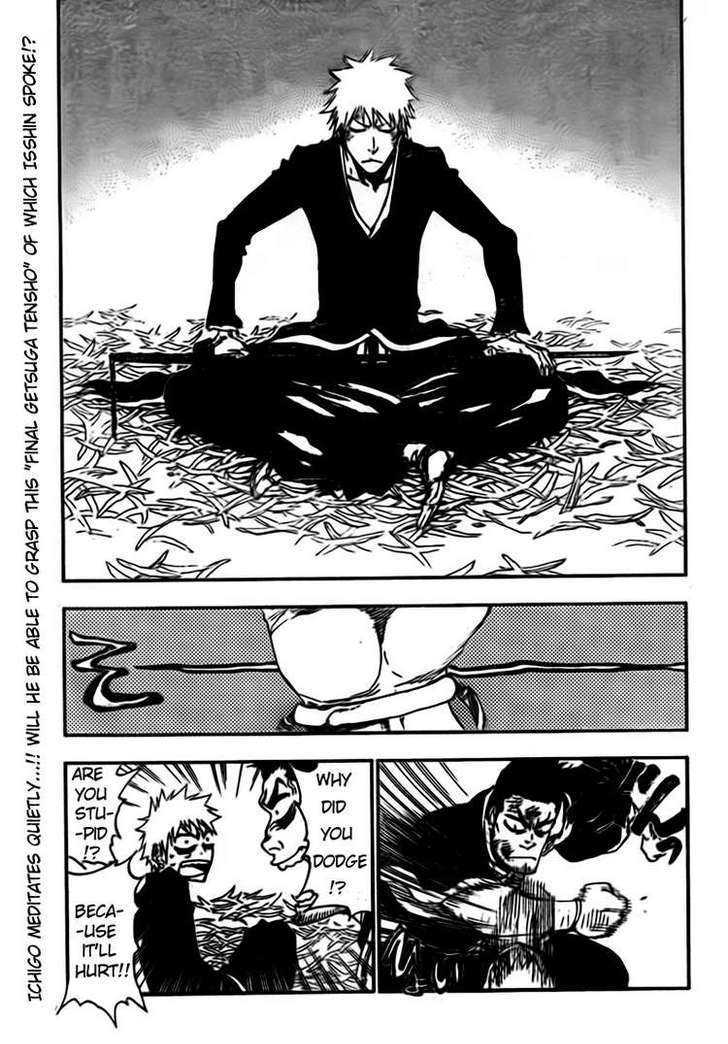 ICHIGO MEDITATES QUIETLY...!! WILL HE BE ABLE TO GRASP THIS "FINAL GETSUGA TENSHO" OF WHICH ISSHIN SPOKE!?
WHY
DID
YOU
DODGE
!?
ARE
YOU
STU-
-PID
!?
BECA-
-USE
IT'LL
HURT!!